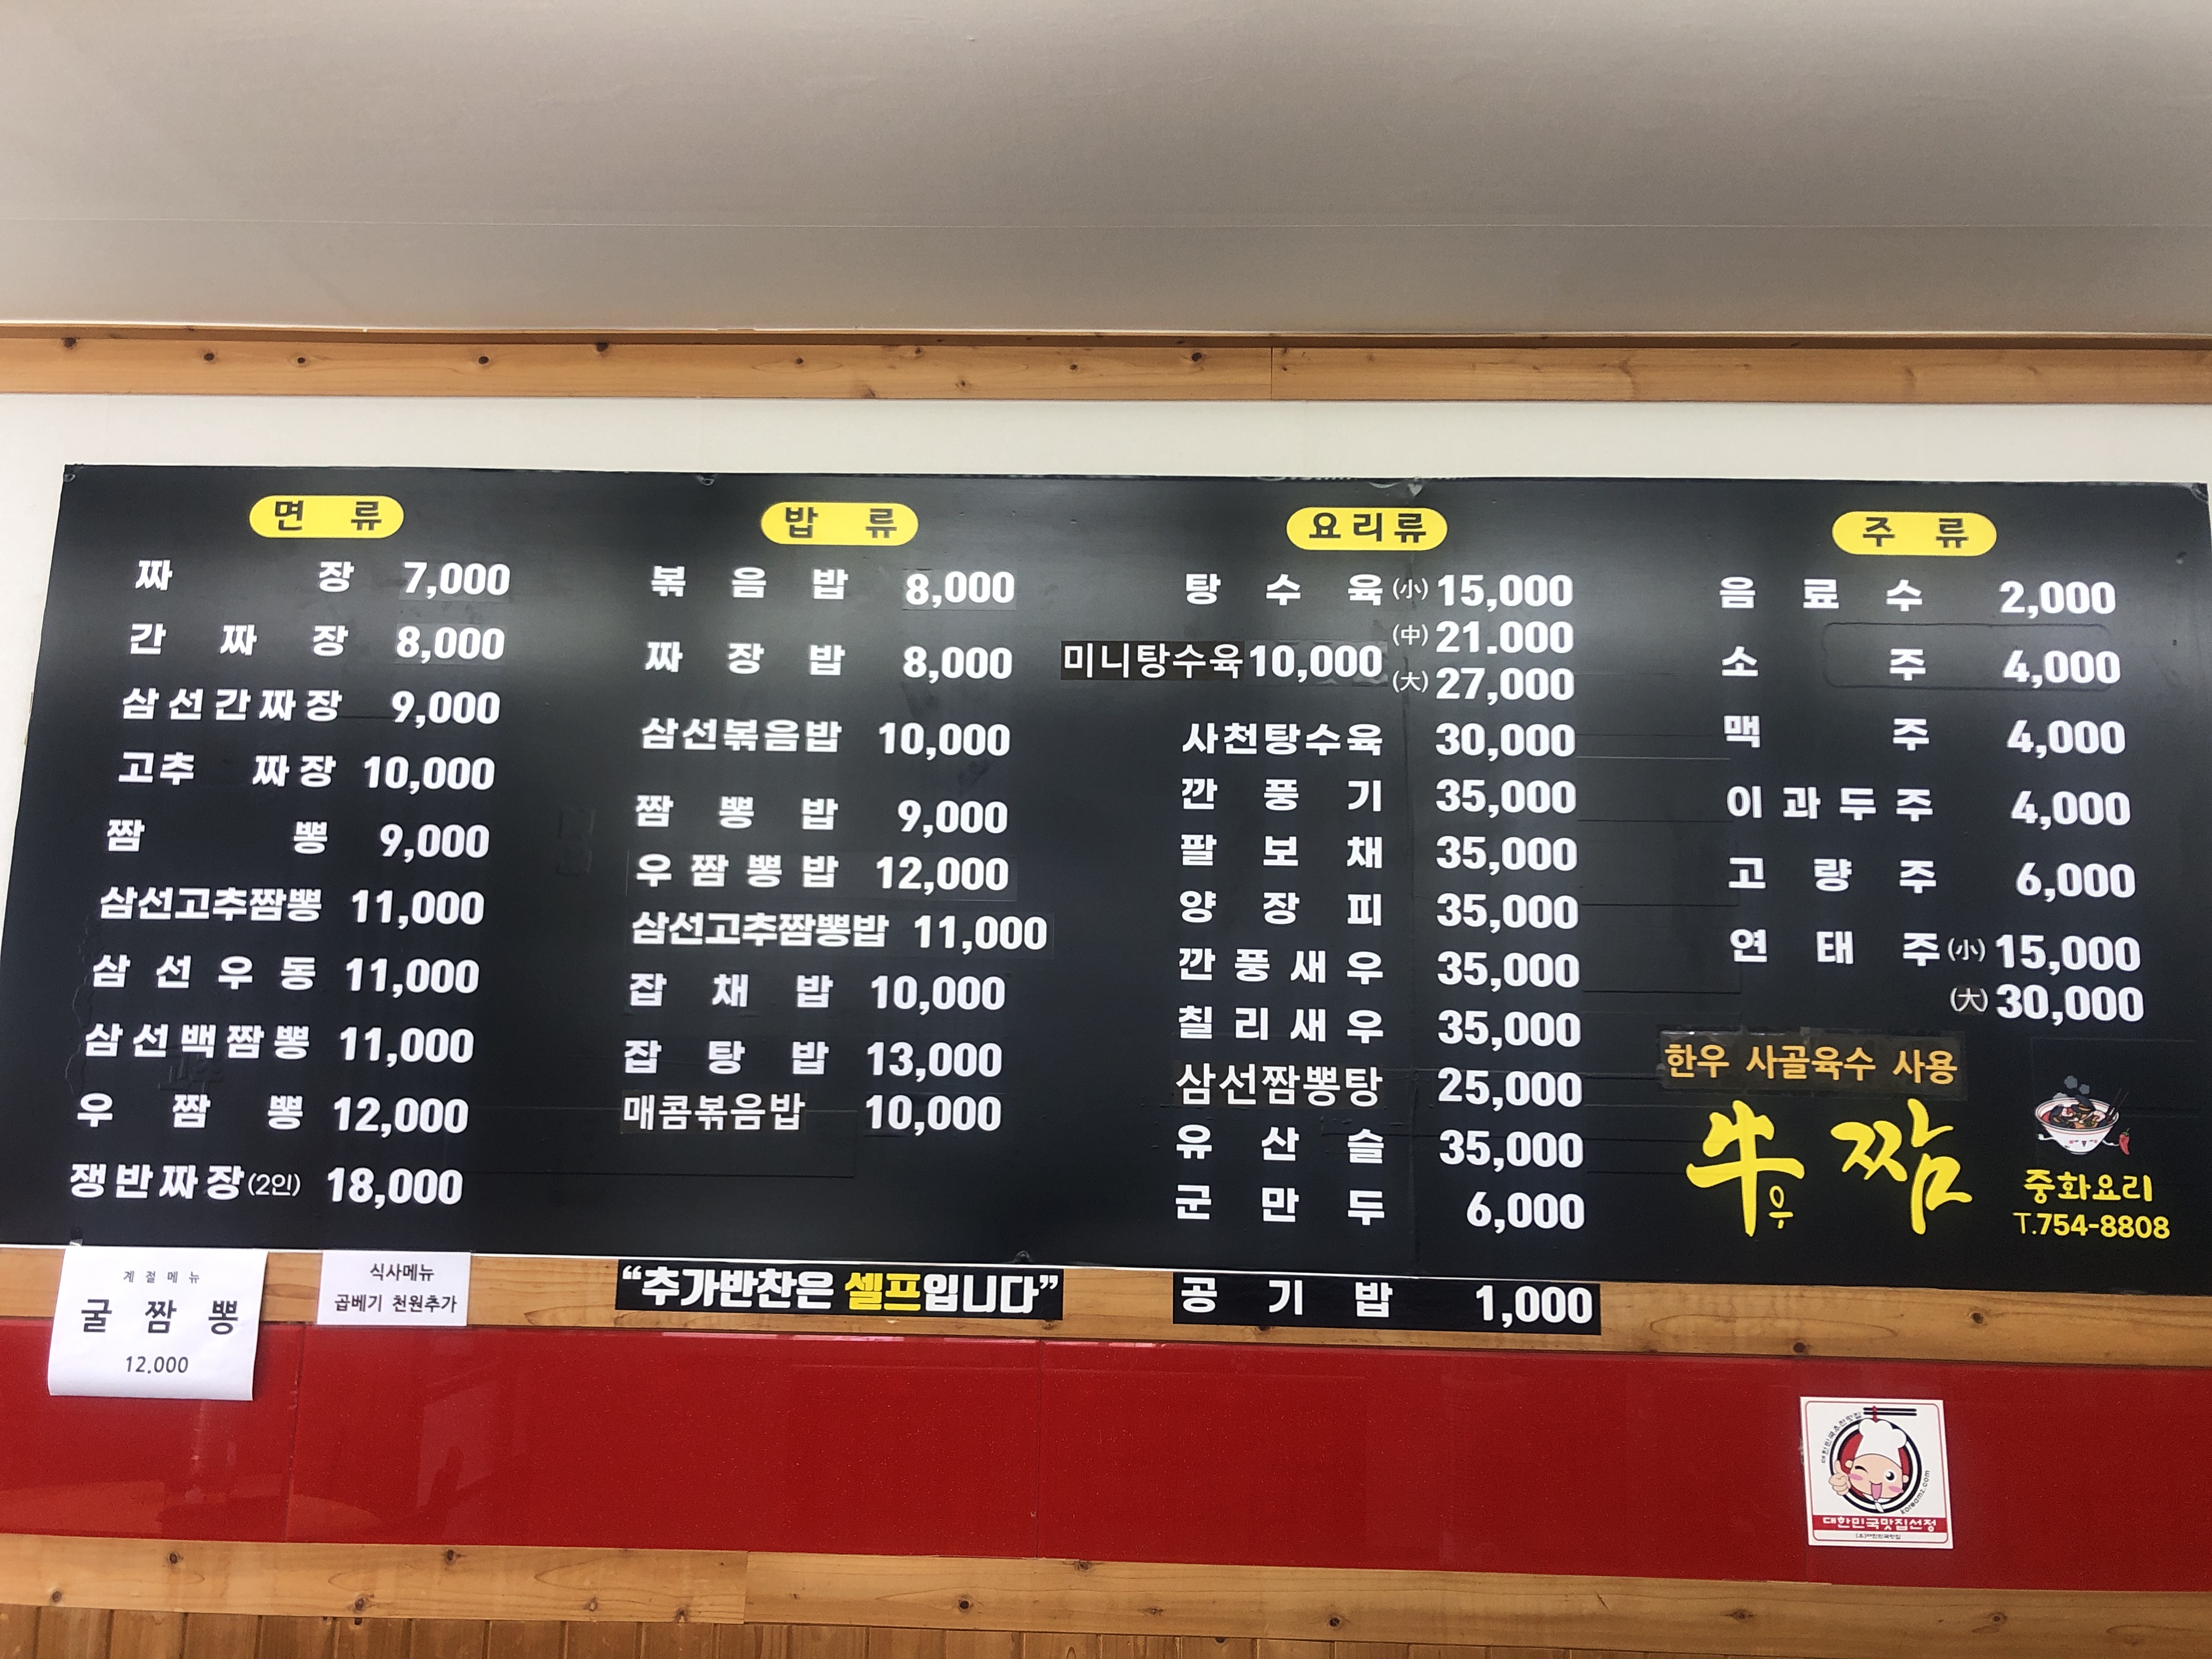 면 류
짜 장 7,000
간 짜 장 8,000
삼선간짜장 9,000
고추 짜장 10,000
짬 뽕 9,000
삼선고추짬뽕 11,000
삼 선 우 동 11,000
삼선백짬뽕 11,000
우 짬 뽕 12,000
쟁반짜장(2인) 18,000
밥 류
볶 음 밥 8,000
짜 장 밥 8,000
삼선볶음밥 10,000
짬 뽕 밥 9,000
우 짬 뽕 밥 12,000
삼선고추짬뽕밥 11,000
잡 채 밥 10,000
잡 탕 밥 13,000
매콤볶음밥 10,000
요리류
탕 수 육(小) 15,000
(中) 21.000
미니탕수육 10,000
(大) 27,000
사천탕수육 30,000
깐 풍 기 35,000
팔 보 채 35,000
양 장 피 35,000
깐 풍 새 우 35,000
칠 리 새 우 35,000
삼선짬뽕탕 25,000
유 산 슬 35,000
군 만 두 6,000
주 류
음 료 수 2,000
소 주 4,000
맥 주 4,000
이 과 두 주 4,000
고 량 주 6,000
연 태 주(小) 15,000
(大) 30,000
한우 사골육수 사용
牛 짬
우
중화요리
T.754-8808
계 절 메 뉴
굴 짬 뽕
12.000
식사메뉴
곱베기 천원추가
“추가반찬은 셀프입니다”
공 기 밥 1,000
대한민국맛집선정